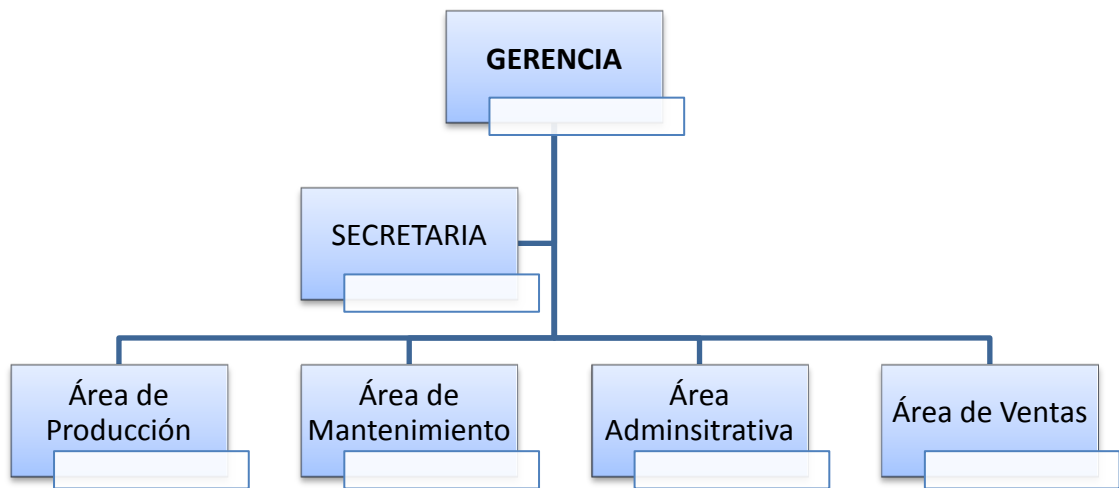 GERENCIA
SECRETARIA
Área de
Producción
Área de
Mantenimiento
Área
Adminsitrativa
Área de Ventas